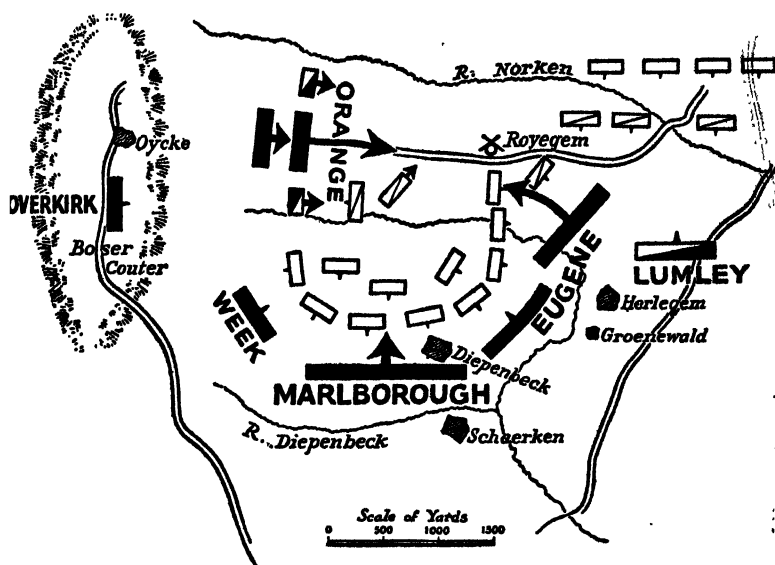 R. Norken
ORANGE
Royegem
Oycke
OVERKIRK
Boser
Couter
EUGENE
LUMLEY
WEEK
Herlegem
Groenewald
Diepenbeck
MARLBOROUGH
R. Diepenbeck
Schaerken
Scale of Yards
0 500 1000 1500